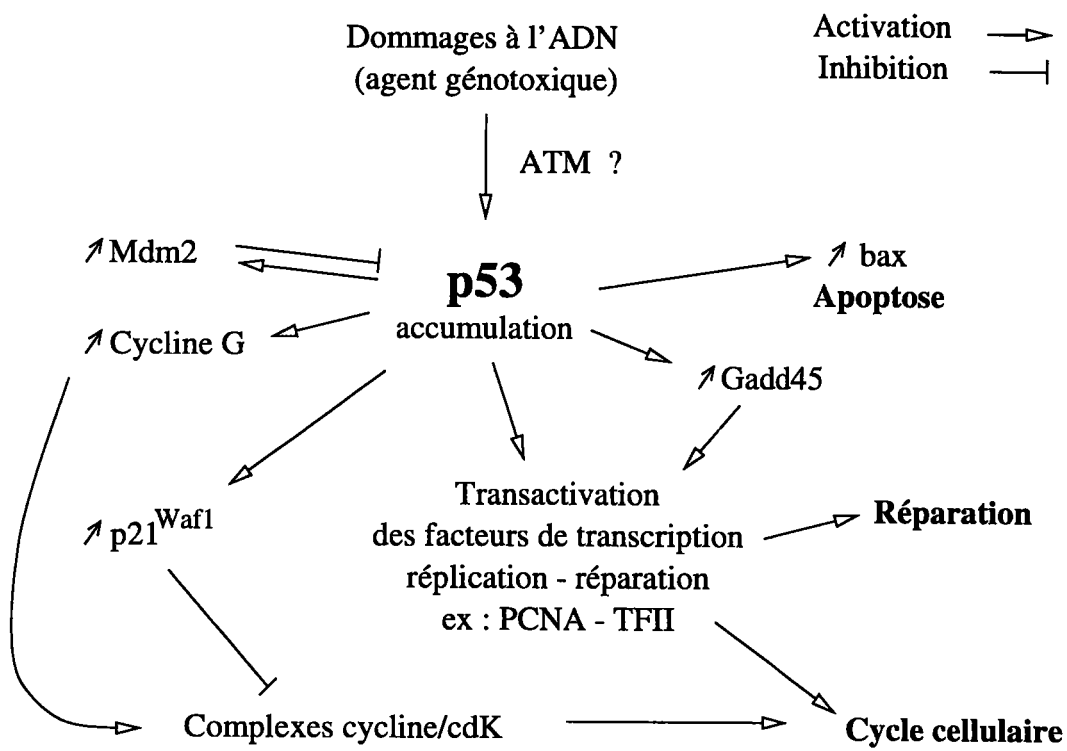 Dommages à l'ADN
(agent génotoxique)
Activation
Inhibition
ATM ?
Mdm2
p53
accumulation
bax
Apoptose
Cycline G
Gadd45
p21Waf1
Transactivation
des facteurs de transcription
réplication - réparation
ex : PCNA - TFII
Réparation
Complexes cycline/cdK
Cycle cellulaire